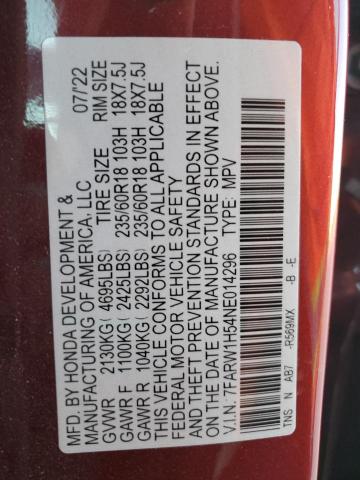 MFD. BY HONDA DEVELOPMENT &
MANUFACTURING OF AMERICA, LLC 07/'22
GVWR 2130KG( 4695LBS) TIRE SIZE RIM SIZE
GAWR F 1100KG( 2425LBS) 235/60R18 103H 18X7.5J
GAWR R 1040KG( 2292LBS) 235/60R18 103H 18X7.5J
THIS VEHICLE CONFORMS TO ALL APPLICABLE
FEDERAL MOTOR VEHICLE SAFETY
AND THEFT PREVENTION STANDARDS IN EFFECT
ON THE DATE OF MANUFACTURE SHOWN ABOVE.
V.I.N: 7FARW1H54NE014296 TYPE: MPV
TNS N AB7 -R569MX -B -E